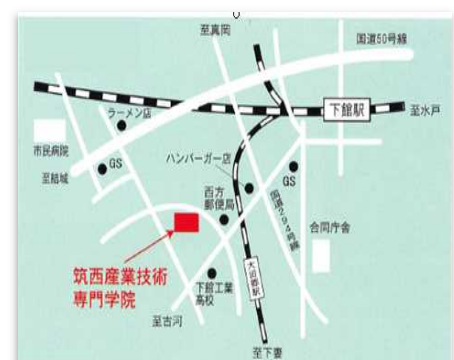 至真岡
国道50号線
下館駅
至水戸
ラーメン店
市民病院
GS
至結城
ハンバーガー店
GS
西方
郵便局
国道294号線
合同庁舎
筑西産業技術
専門学院
下館工業
高校
大田郷駅
至古河
至下妻